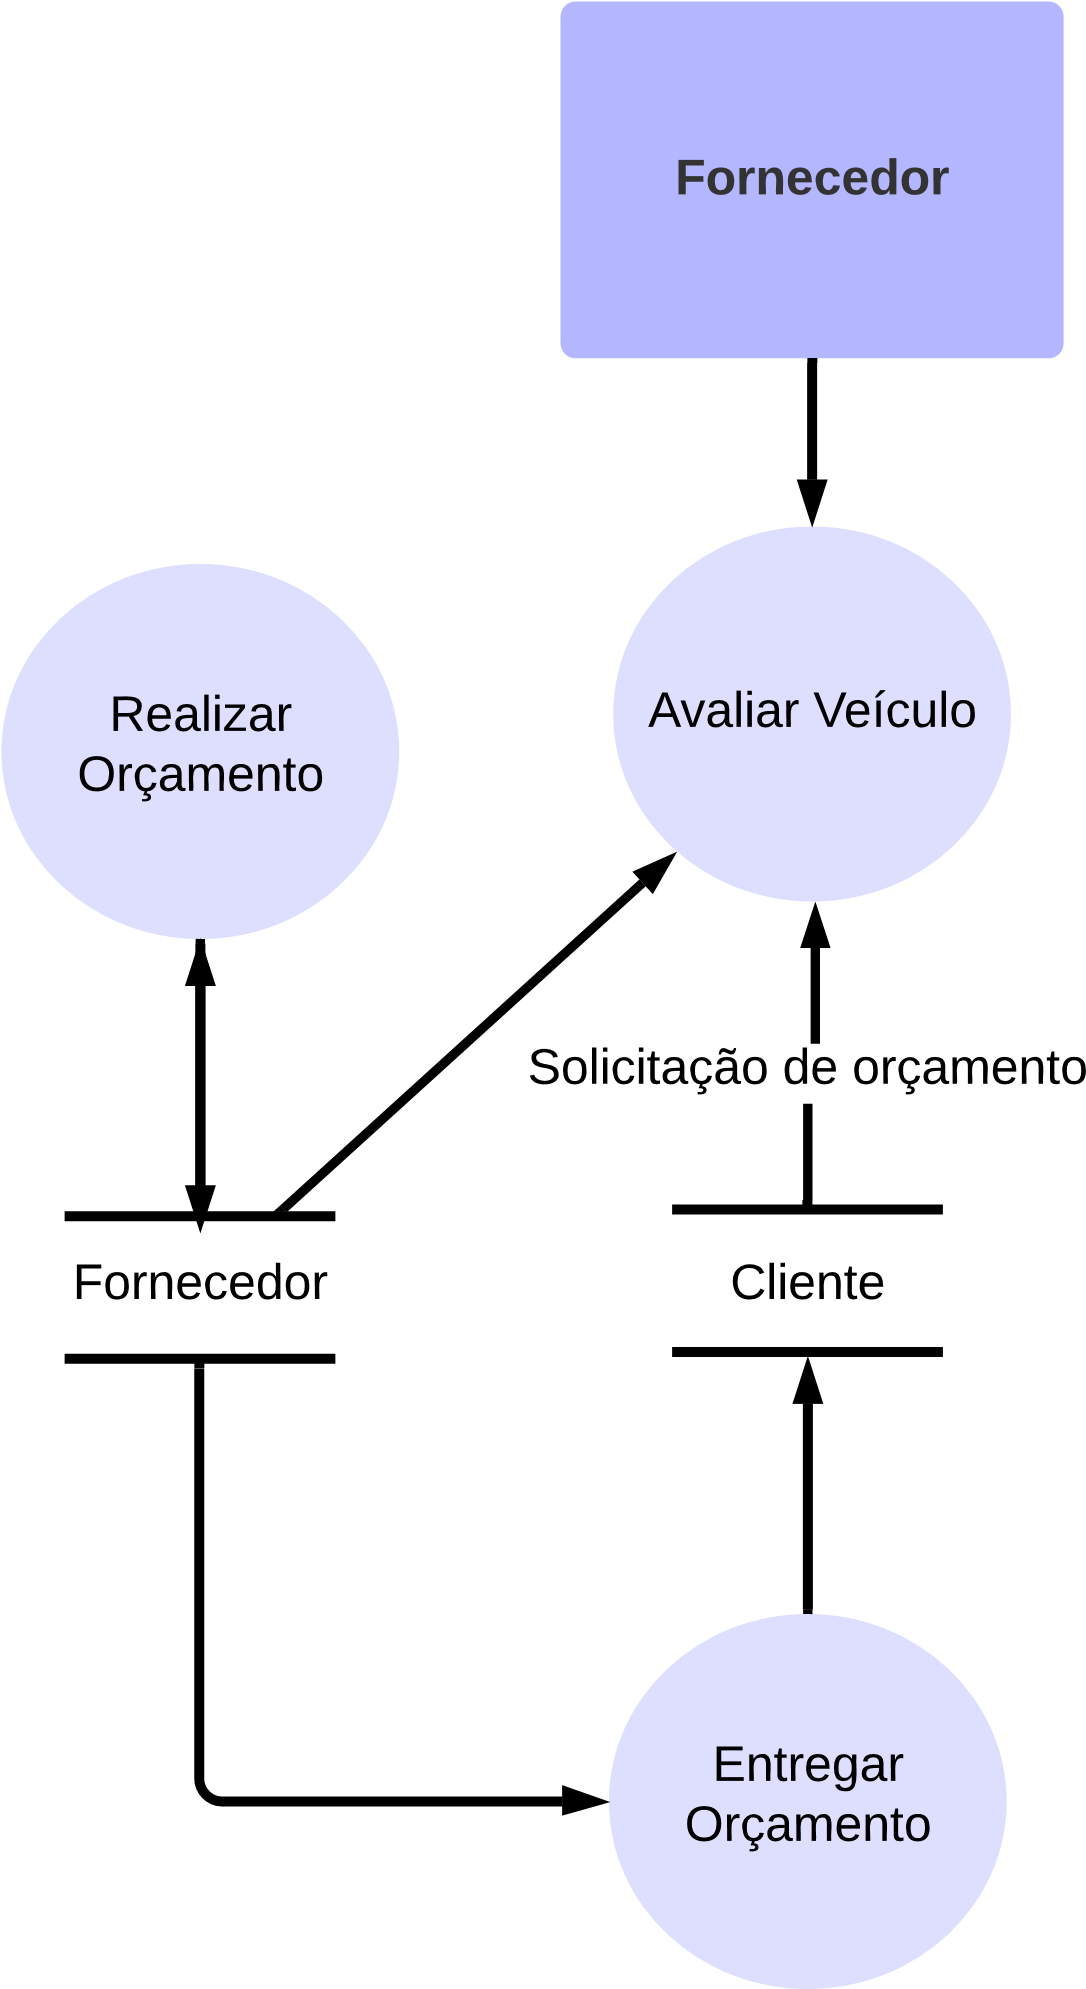 Fornecedor
Realizar
Orçamento
Avaliar Veículo
Solicitação de orçamento
Fornecedor
Cliente
Entregar
Orçamento